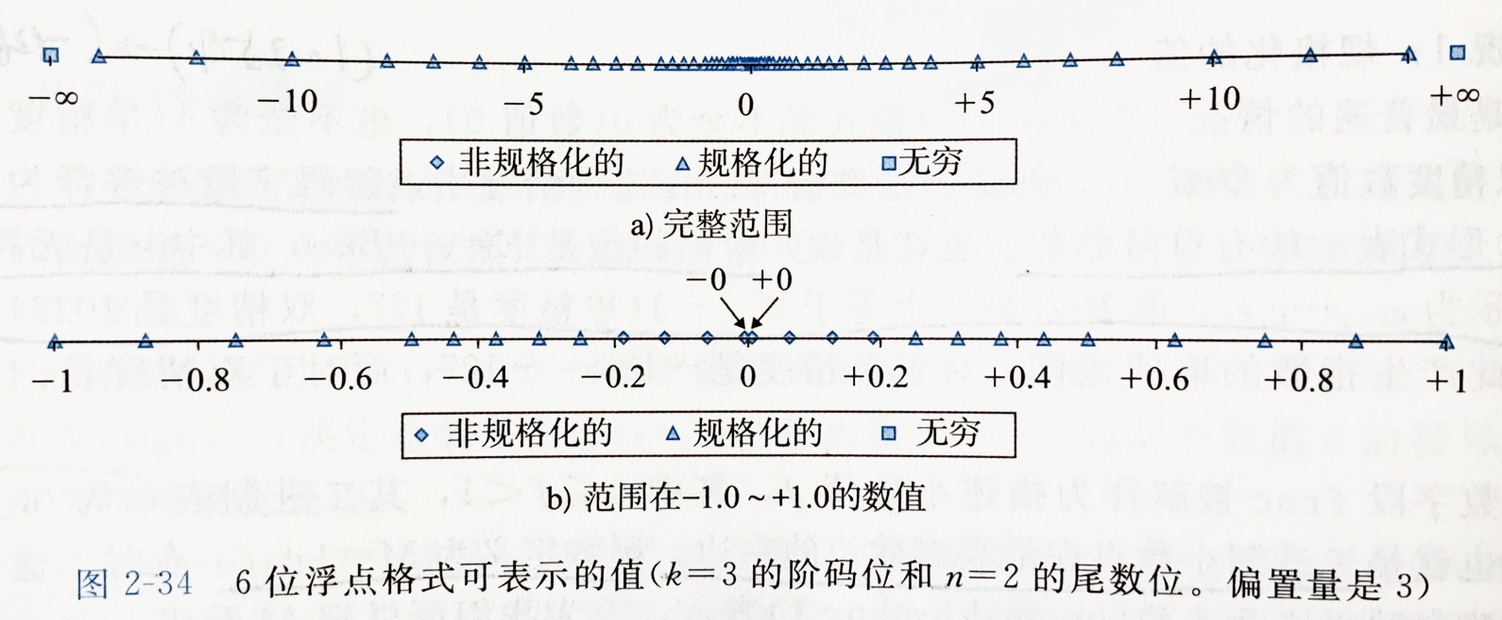 −∞ −10 −5 0 +5 +10 +∞
非规格化的 规格化的 无穷
a) 完整范围
−0 +0
−1 −0.8 −0.6 −0.4 −0.2 0 +0.2 +0.4 +0.6 +0.8 +1
非规格化的 规格化的 无穷
b) 范围在−1.0 ~ +1.0的数值
图 2-34 6 位浮点格式可表示的值(k=3 的阶码位和 n=2 的尾数位。偏置量是 3)